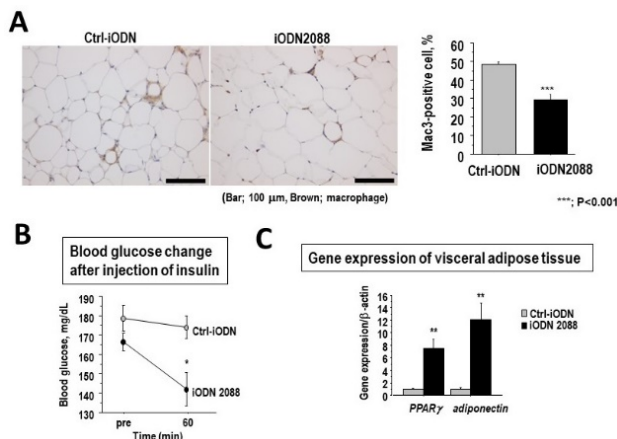 A
Ctrl-iODN
iODN2088
(Bar; 100 μm, Brown; macrophage)
Mac3-positive cell, %
60
50
40
30
20
10
0
***
Ctrl-iODN
iODN2088
***; P<0.001
B
Blood glucose change
after injection of insulin
Blood glucose, mg/dL
190
180
170
160
150
140
130
Ctrl-iODN
*
iODN 2088
pre
60
Time (min)
C
Gene expression of visceral adipose tissue
Gene expression/β-actin
16
14
12
10
8
6
4
2
0
**
**
Ctrl-iODN
iODN 2088
PPARγ
adiponectin